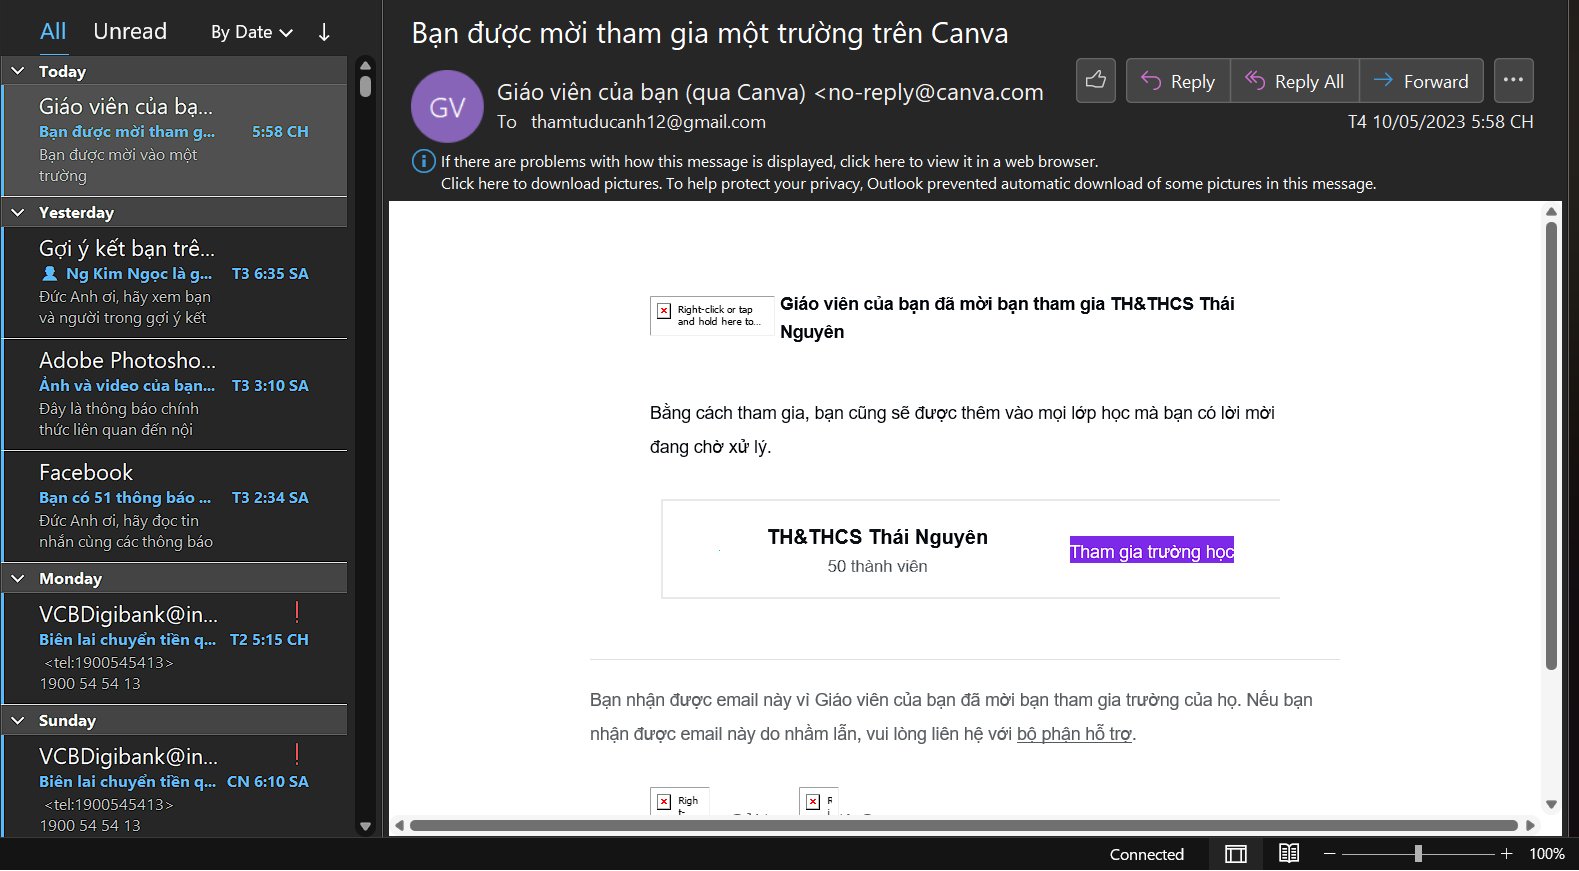 All Unread By Date
Today
Giáo viên của bạ...
Bạn được mời tham g... 5:58 CH
Bạn được mời vào một
trường
Yesterday
Gợi ý kết bạn trê...
Ng Kim Ngọc là g... T3 6:35 SA
Đức Anh ơi, hãy xem bạn
và người trong gợi ý kết
Adobe Photosho...
Ảnh và video của bạn... T3 3:10 SA
Đây là thông báo chính
thức liên quan đến nội
Facebook
Bạn có 51 thông báo ... T3 2:34 SA
Đức Anh ơi, hãy đọc tin
nhắn cùng các thông báo
Monday
VCBDigibank@in...
Biên lai chuyển tiền q... T2 5:15 CH
<tel:1900545413>
1900 54 54 13
Sunday
VCBDigibank@in...
Biên lai chuyển tiền q... CN 6:10 SA
<tel:1900545413>
1900 54 54 13
Bạn được mời tham gia một trường trên Canva
GV
Giáo viên của bạn (qua Canva) <no-reply@canva.com
To thamtuducanh12@gmail.com
Reply Reply All Forward
T4 10/05/2023 5:58 CH
If there are problems with how this message is displayed, click here to view it in a web browser.
Click here to download pictures. To help protect your privacy, Outlook prevented automatic download of some pictures in this message.
Right-click or tap
and hold here to...
Giáo viên của bạn đã mời bạn tham gia TH&THCS Thái
Nguyên
Bằng cách tham gia, bạn cũng sẽ được thêm vào mọi lớp học mà bạn có lời mời
đang chờ xử lý.
TH&THCS Thái Nguyên
50 thành viên
Tham gia trường học
Bạn nhận được email này vì Giáo viên của bạn đã mời bạn tham gia trường của họ. Nếu bạn
nhận được email này do nhầm lẫn, vui lòng liên hệ với bộ phận hỗ trợ.
Righ
Connected
100%